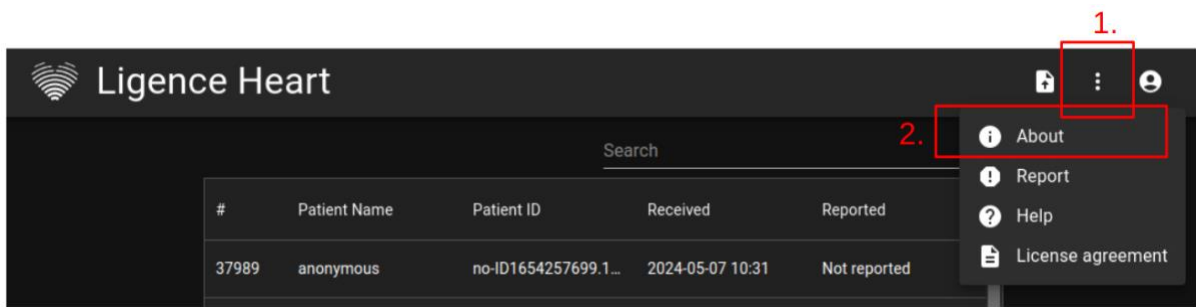 1.
Ligence Heart
2.
About
Search
Report
# Patient Name Patient ID Received Reported
Help
37989 anonymous no-ID1654257699.1... 2024-05-07 10:31 Not reported
License agreement